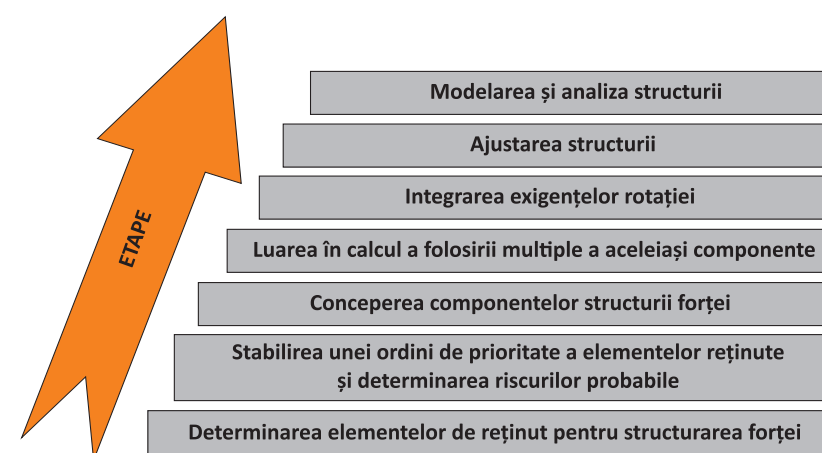 Modelarea și analiza structurii
Ajustarea structurii
Integrarea exigențelor rotației
ETAPE
Luarea în calcul a folosirii multiple a aceleiași componente
Conceperea componentelor structurii forței
Stabilirea unei ordini de prioritate a elementelor reținute
și determinarea riscurilor probabile
Determinarea elementelor de reținut pentru structurarea forței